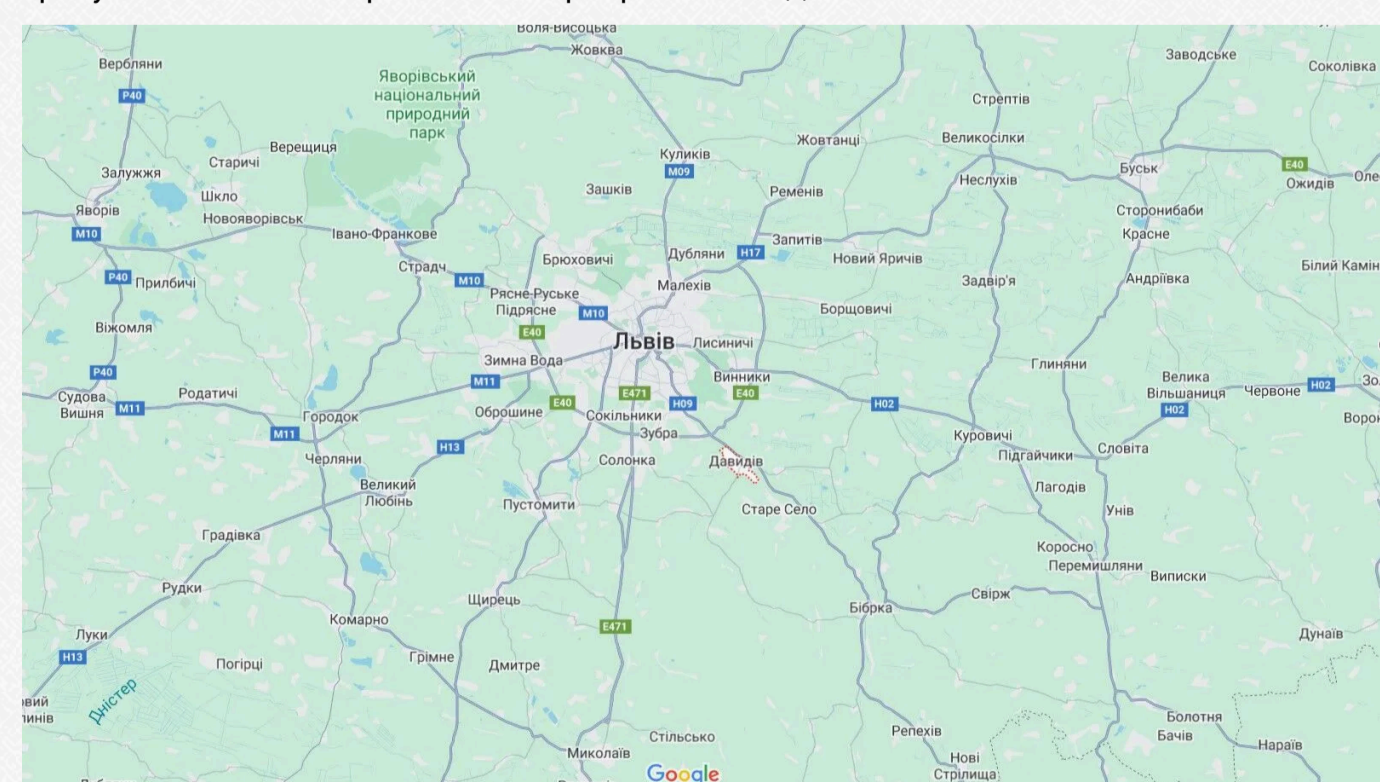 Воля-Висоцька
Жовква
Заводське
Соколівка
Вербляни
Яворівський
національний
природний
парк
P40
Стрептів
Жовтанці
Великосілки
Верещиця
Старичі
Куликів
M09
Буськ
E40
Ожидів
Залужжя
Шкло
Зашків
Ременів
Неслухів
Яворів
Новояворівськ
Сторонибаби
M10
Івано-Франкове
Запитів
Красне
Дубляни
H17
Брюховичі
Новий Яричів
Страдч
Білий Камін
P40
Прилбичі
M10
Малехів
Задвір'я
Андріївка
Рясне-Руське
Підрясне
M10
Борщовичі
Віжомля
E40
Львів
Лисиничі
Зимна Вода
Глиняни
P40
M11
Винники
Велика
Вільшаниця
Червоне
H02
Судова
Вишня
M11
Родатичі
E471
E40
H09
E40
H02
H02
Городок
Оброшине
Сокільники
M11
Зубра
Куровичі
H13
Підгайчики
Словіта
Черляни
Солонка
Давидів
Великий
Любінь
Лагодів
Пустомити
Старе Село
Унів
Градівка
Коросно
Перемишляни
Виписки
Рудки
Щирець
Свірж
Бібрка
Комарно
E471
Луки
Дунаїв
H13
Погірці
Грімне
Дмитре
Дністер
Болотня
Бачів
Репехів
Стільсько
Нараїв
Миколаїв
Нові
Стрілища
Google